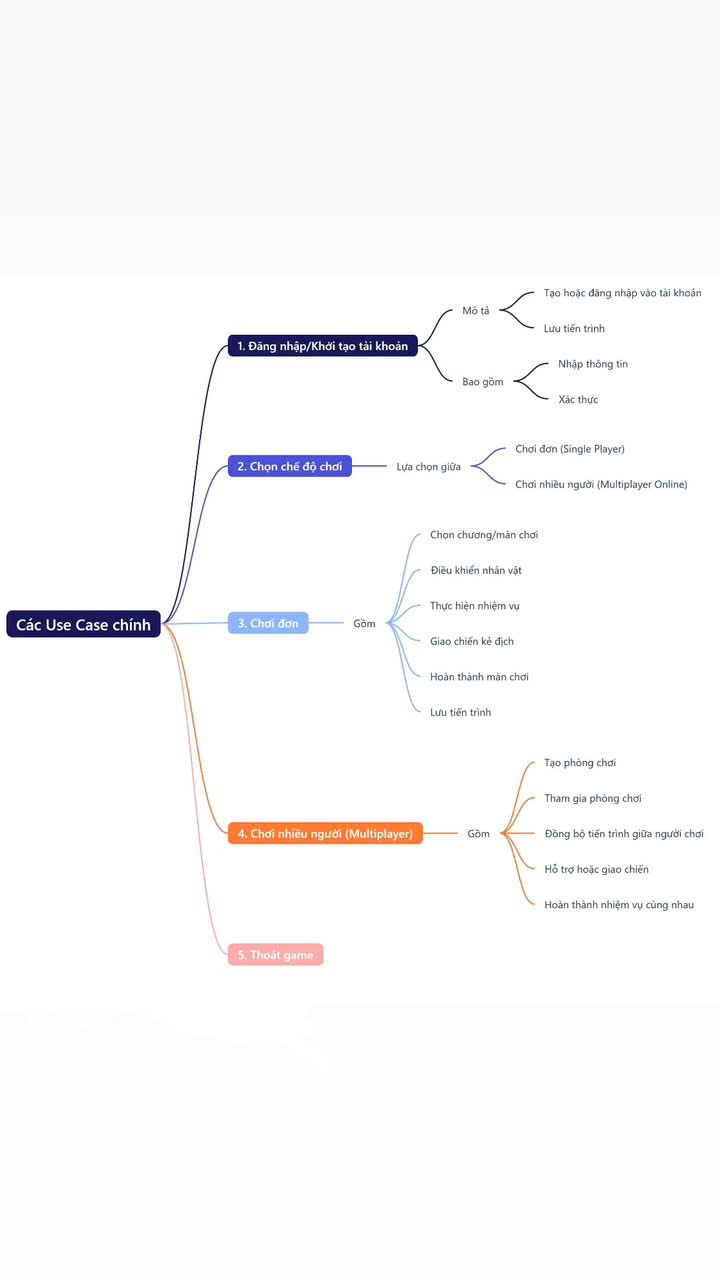 Các Use Case chính
1. Đăng nhập/Khởi tạo tài khoản
Mô tả
Tạo hoặc đăng nhập vào tài khoản
Lưu tiến trình
Bao gồm
Nhập thông tin
Xác thực
2. Chọn chế độ chơi
Lựa chọn giữa
Chơi đơn (Single Player)
Chơi nhiều người (Multiplayer Online)
3. Chơi đơn
Gồm
Chọn chương/màn chơi
Điều khiển nhân vật
Thực hiện nhiệm vụ
Giao chiến kẻ địch
Hoàn thành màn chơi
Lưu tiến trình
4. Chơi nhiều người (Multiplayer)
Gồm
Tạo phòng chơi
Tham gia phòng chơi
Đồng bộ tiến trình giữa người chơi
Hỗ trợ hoặc giao chiến
Hoàn thành nhiệm vụ cùng nhau
5. Thoát game